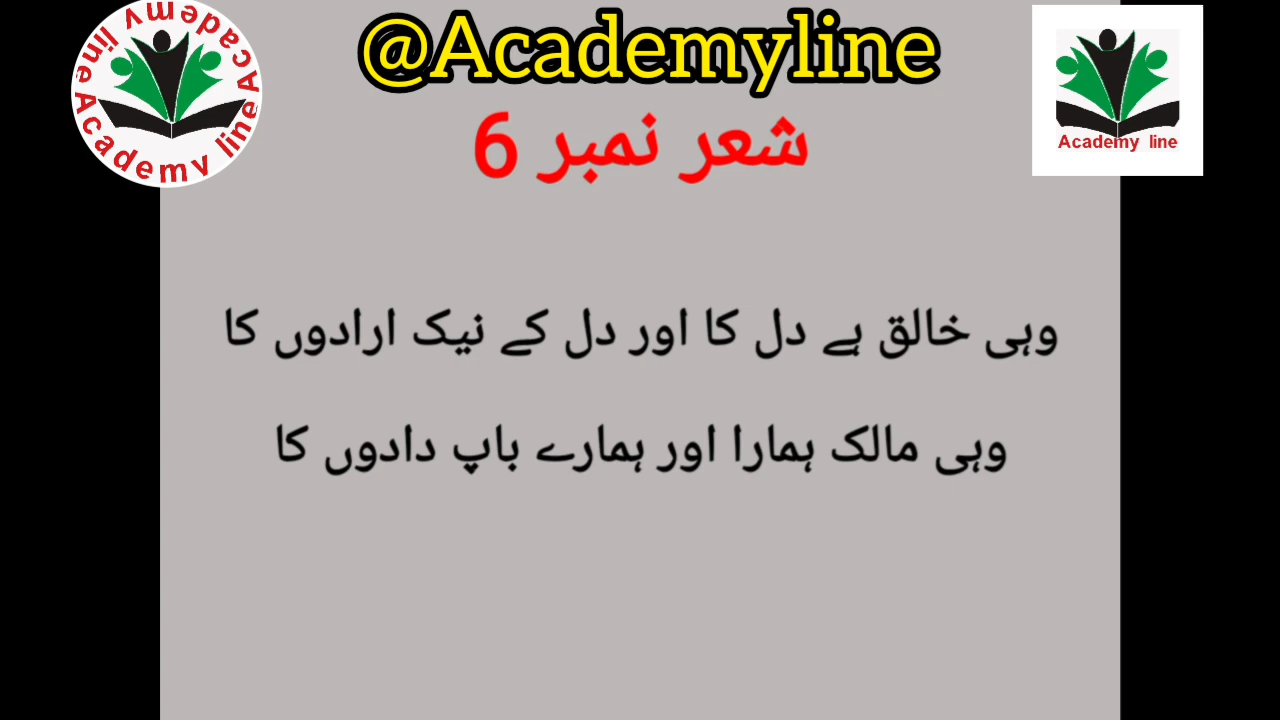 Academy line Academy line
@Academyline
Academy line
شعر نمبر 6
وہی خالق ہے دل کا اور دل کے نیک ارادوں کا
وہی مالک ہمارا اور ہمارے باپ دادوں کا